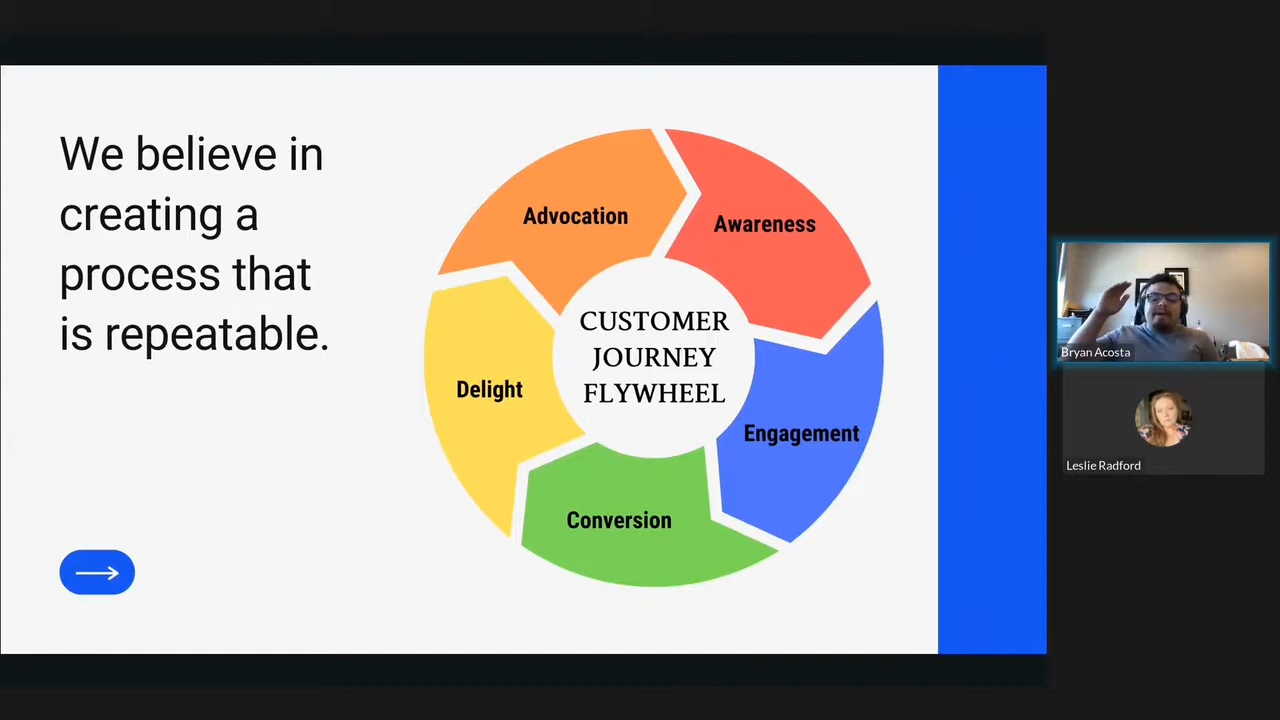 We believe in
creating a
process that
is repeatable.
Advocation
Awareness
CUSTOMER
JOURNEY
FLYWHEEL
Delight
Engagement
Conversion
Bryan Acosta
Leslie Radford